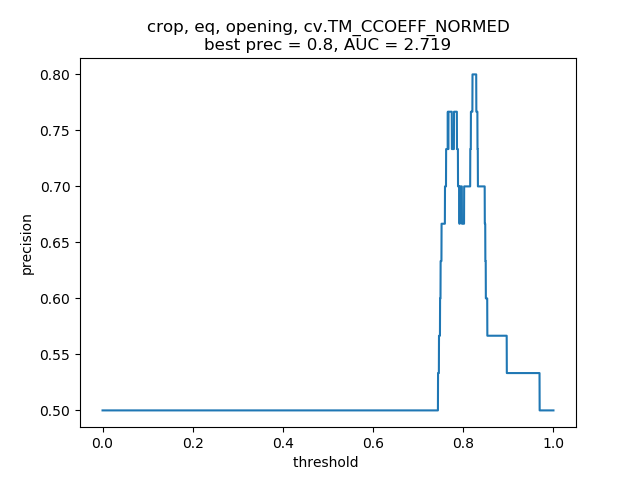 crop, eq, opening, cv.TM_CCOEFF_NORMED
best prec = 0.8, AUC = 2.719
0.80
0.75
0.70
0.65
0.60
0.55
0.50
precision
0.0 0.2 0.4 0.6 0.8 1.0
threshold